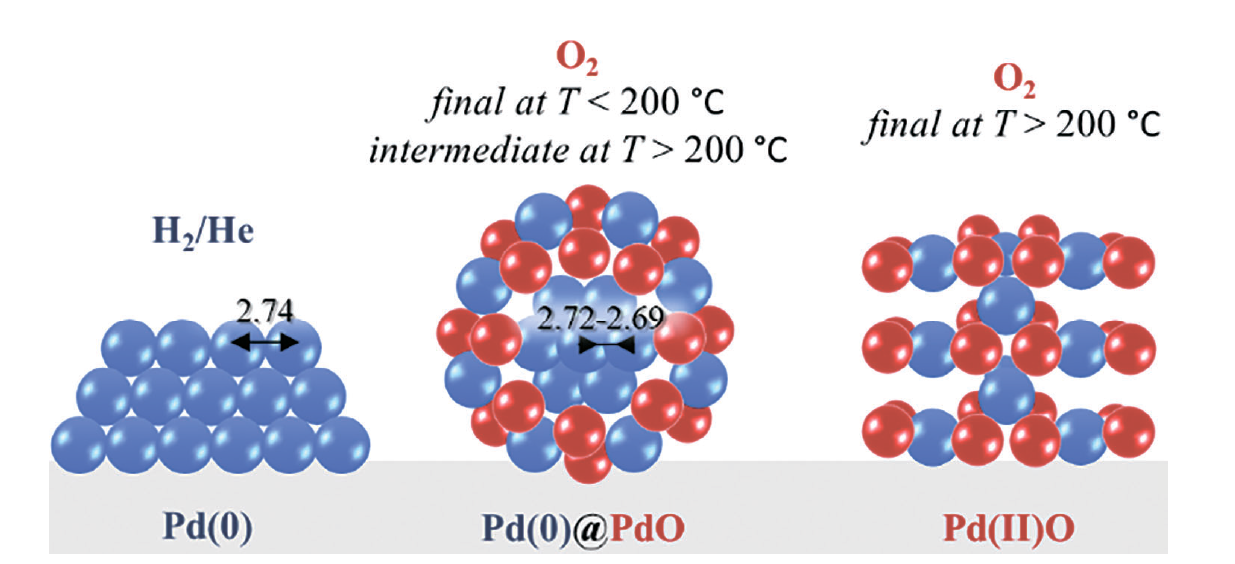 H₂/He
2.74
Pd(0)
O₂
final at T < 200 °C
intermediate at T > 200 °C
2.72-2.69
Pd(0)@PdO
O₂
final at T > 200 °C
Pd(II)O